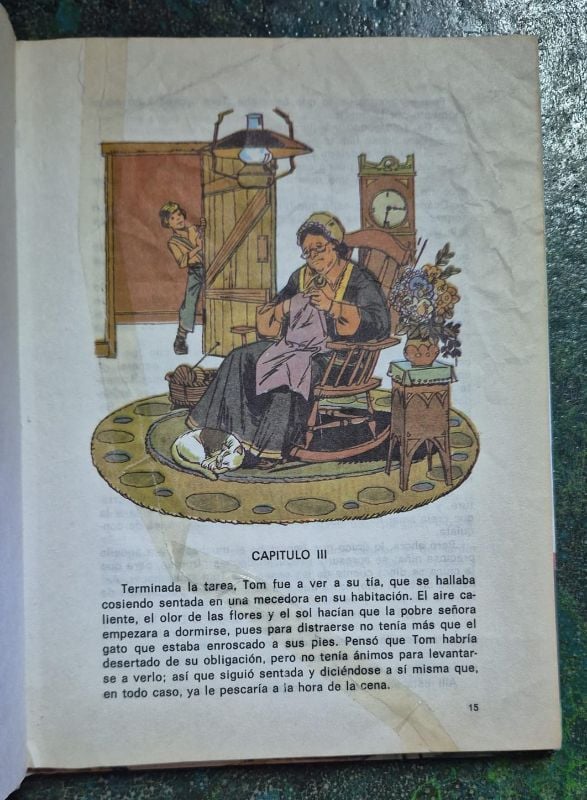 CAPITULO III
Terminada la tarea, Tom fue a ver a su tía, que se hallaba
cosiendo sentada en una mecedora en su habitación. El aire ca-
liente, el olor de las flores y el sol hacían que la pobre señora
empezara a dormirse, pues para distraerse no tenía más que el
gato que estaba enroscado a sus pies. Pensó que Tom habría
desertado de su obligación, pero no tenía ánimos para levantar-
se a verlo; así que siguió sentada y diciéndose a sí misma que,
en todo caso, ya le pescaría a la hora de la cena.
15